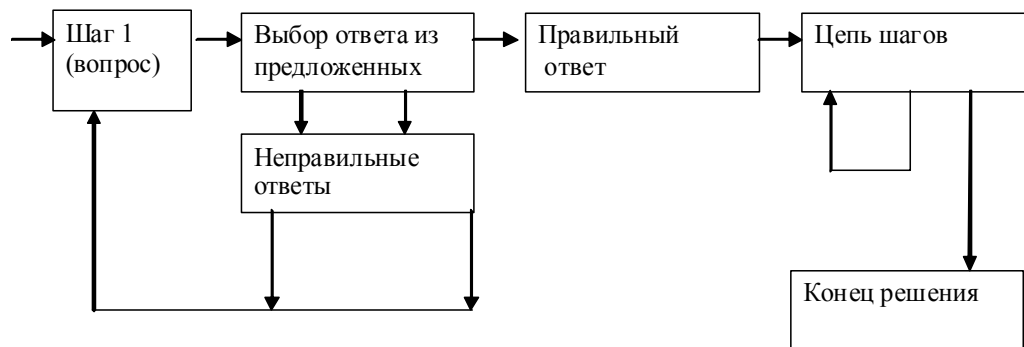 Шаг 1
(вопрос)
Выбор ответа из
предложенных
Правильный
ответ
Цепь шагов
Неправильные
ответы
Конец решения